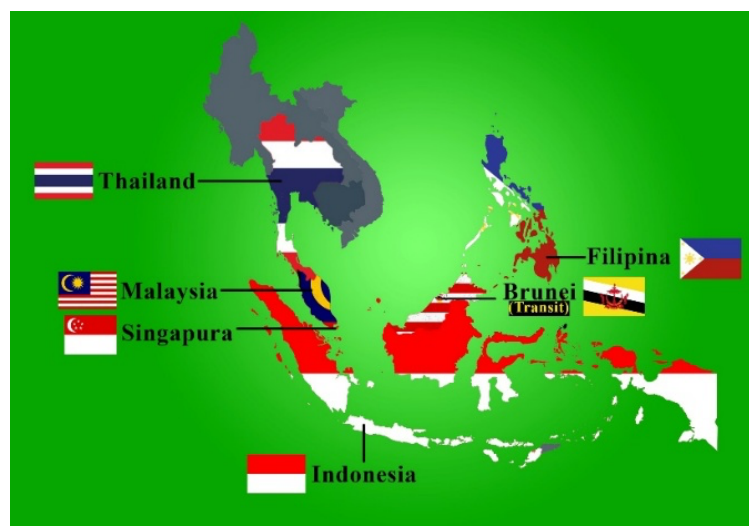 Thailand
Filipina
Malaysia
Brunei
(Transit)
Singapura
Indonesia